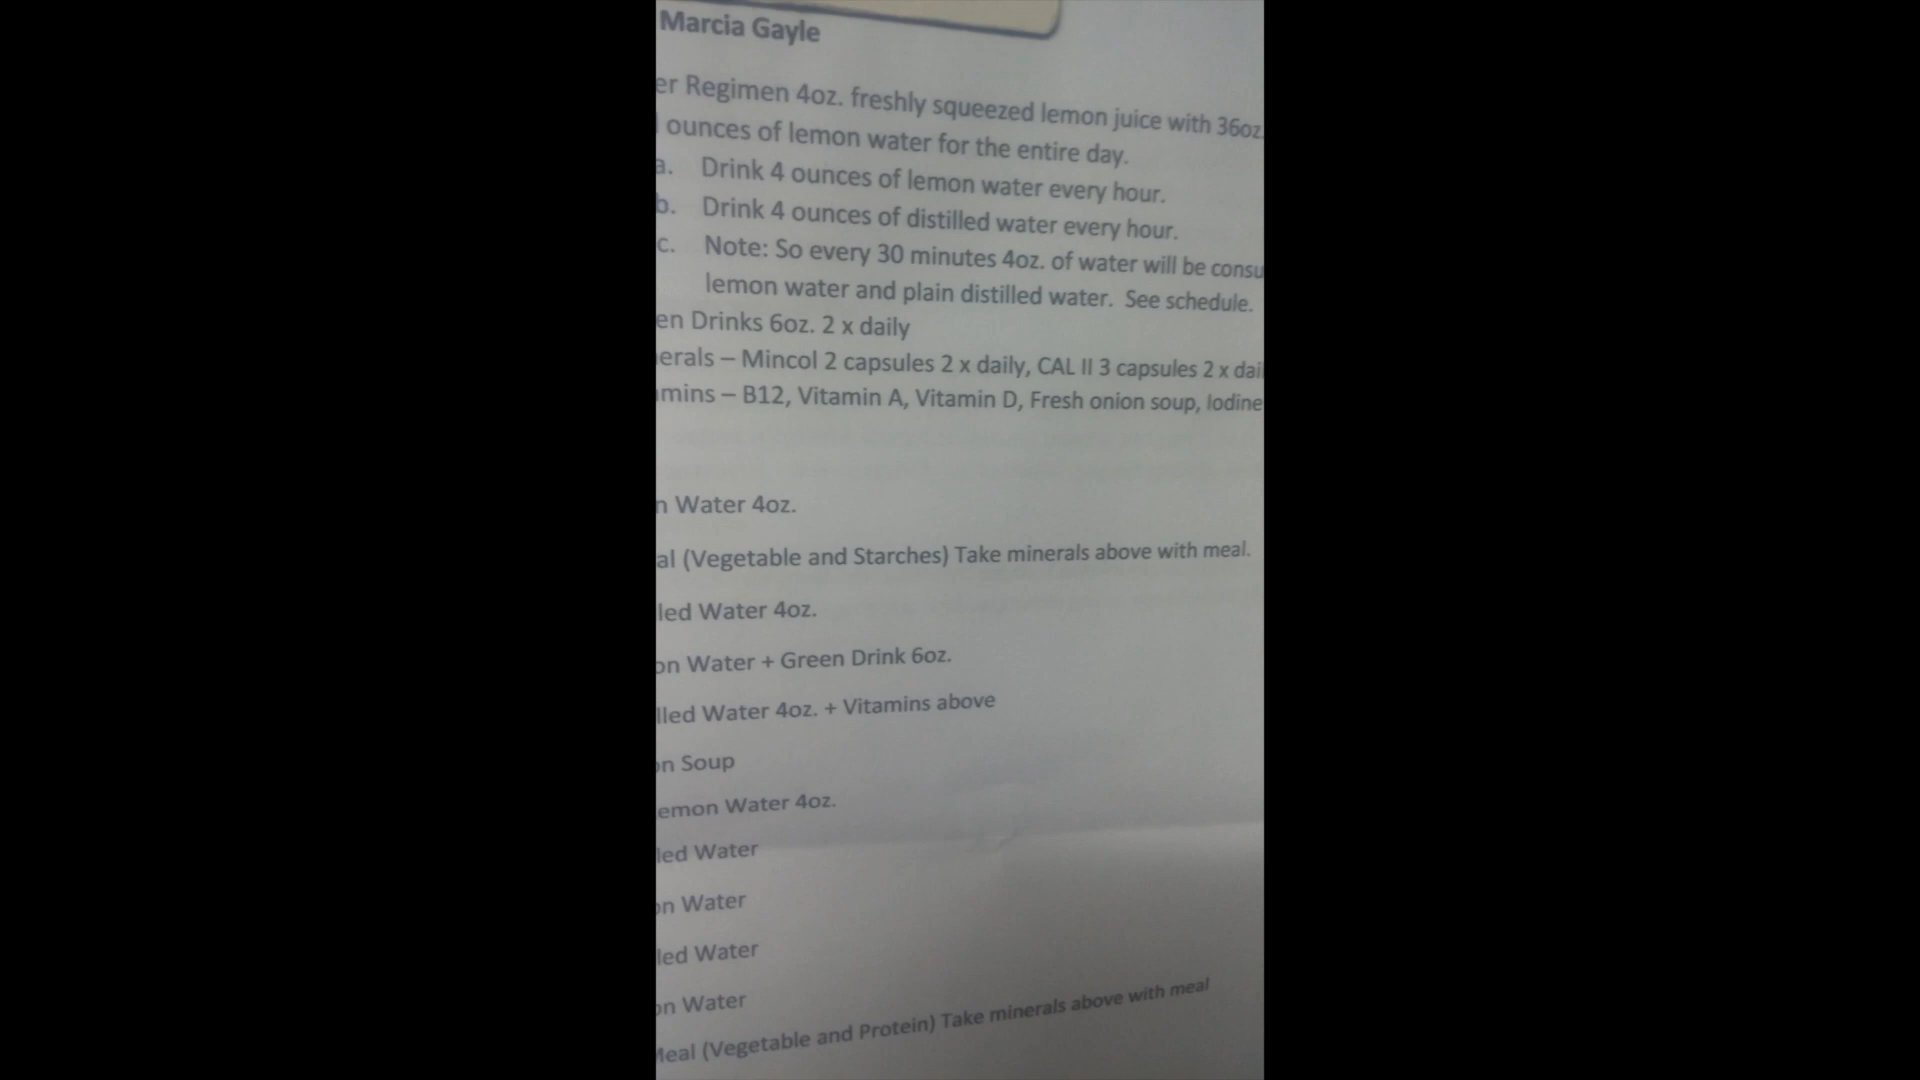 Marcia Gayle
er Regimen 4oz. freshly squeezed lemon juice with 36oz.
ounces of lemon water for the entire day.
a. Drink 4 ounces of lemon water every hour.
b. Drink 4 ounces of distilled water every hour.
c. Note: So every 30 minutes 4oz. of water will be consu
lemon water and plain distilled water. See schedule.
en Drinks 6oz. 2 x daily
erals – Mincol 2 capsules 2 x daily, CAL II 3 capsules 2 x dail
mins – B12, Vitamin A, Vitamin D, Fresh onion soup, Iodine
n Water 4oz.
al (Vegetable and Starches) Take minerals above with meal.
led Water 4oz.
on Water + Green Drink 6oz.
lled Water 4oz. + Vitamins above
on Soup
emon Water 4oz.
led Water
on Water
led Water
on Water
Meal (Vegetable and Protein) Take minerals above with meal